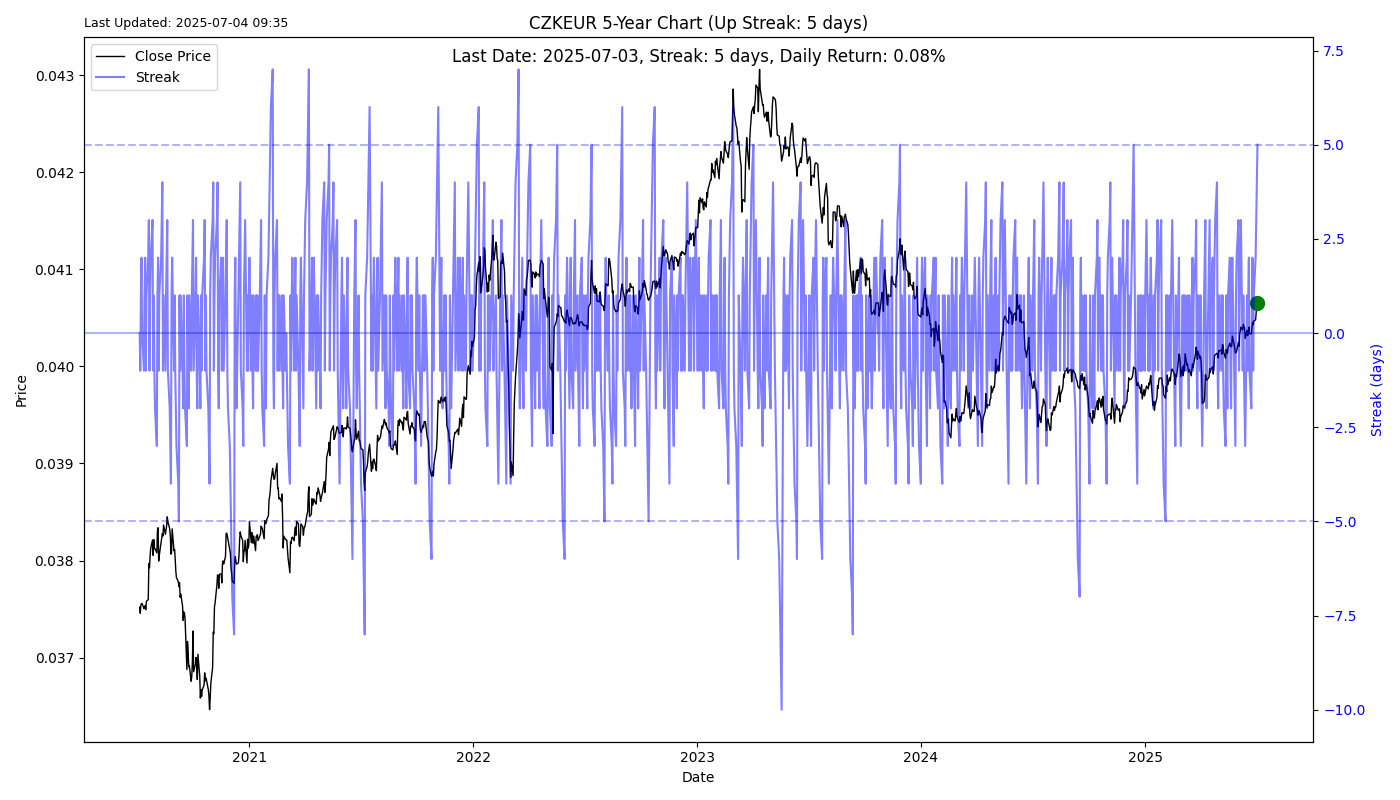 Last Updated: 2025-07-04 09:35
CZKEUR 5-Year Chart (Up Streak: 5 days)
Last Date: 2025-07-03, Streak: 5 days, Daily Return: 0.08%
Close Price
Streak
0.043
0.042
0.041
0.040
0.039
0.038
0.037
Price
7.5
5.0
2.5
0.0
−2.5
−5.0
−7.5
−10.0
Streak (days)
2021
2022
2023
2024
2025
Date